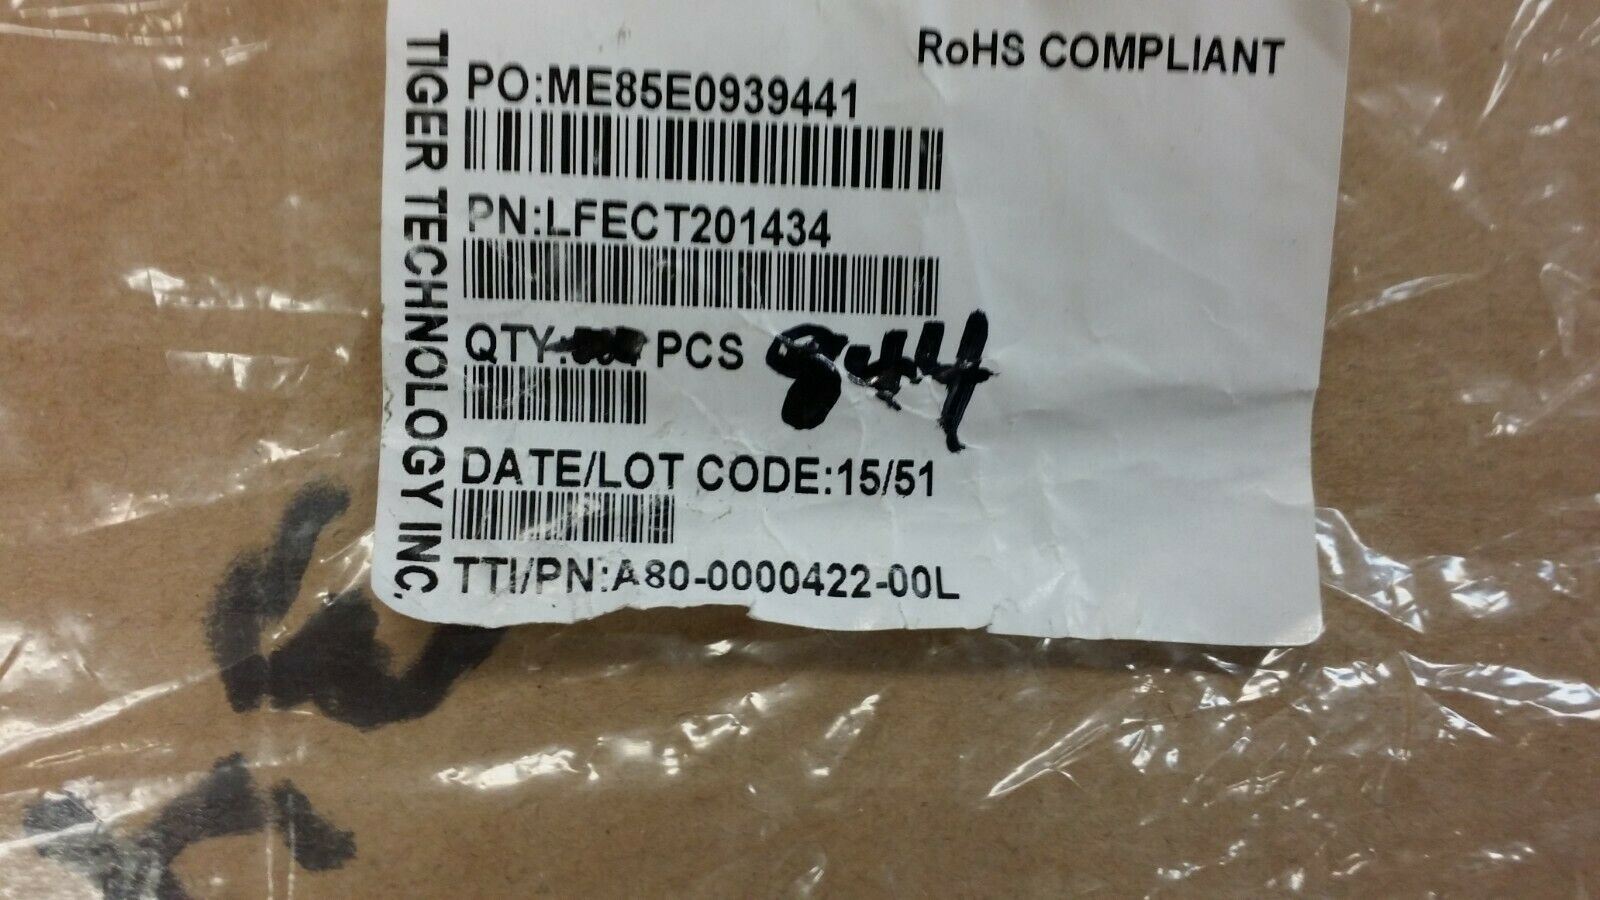 TIGER TECHNOLOGY INC.
RoHS COMPLIANT
PO:ME85E0939441
PN:LFECT201434
QTY: PCS 844
DATE/LOT CODE:15/51
TTI/PN:A80-0000422-00L